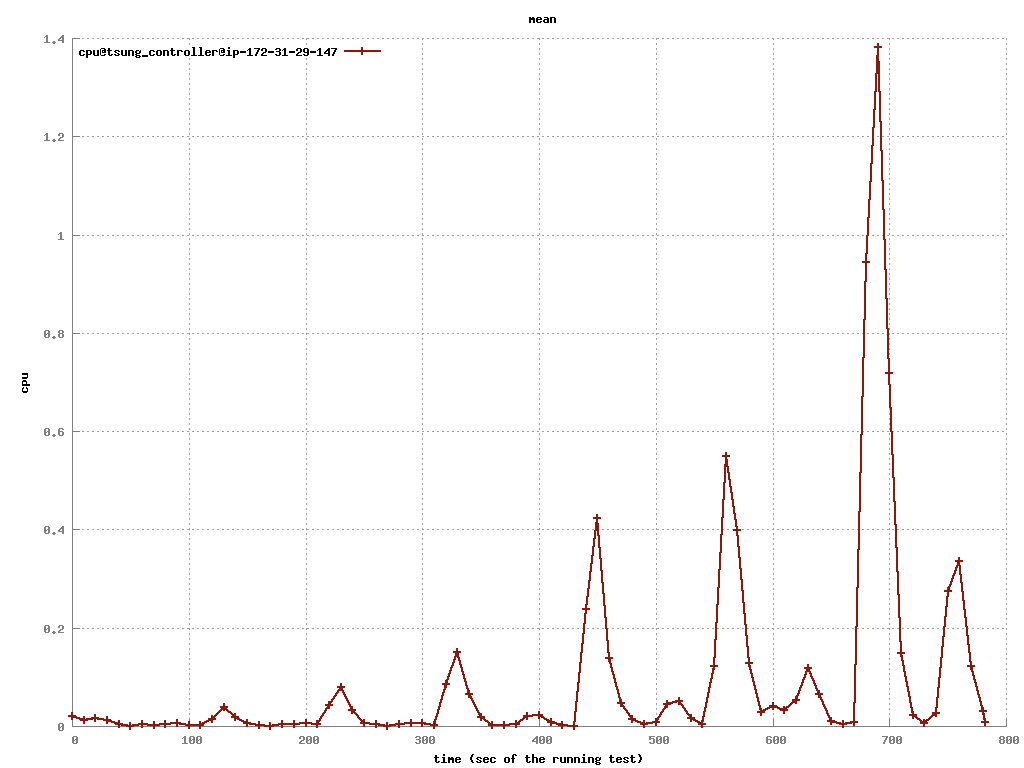 mean
cpu@tsung_controller@ip-172-31-29-147
1.4
1.2
1
0.8
0.6
0.4
0.2
0
cpu
0 100 200 300 400 500 600 700 800
time (sec of the running test)